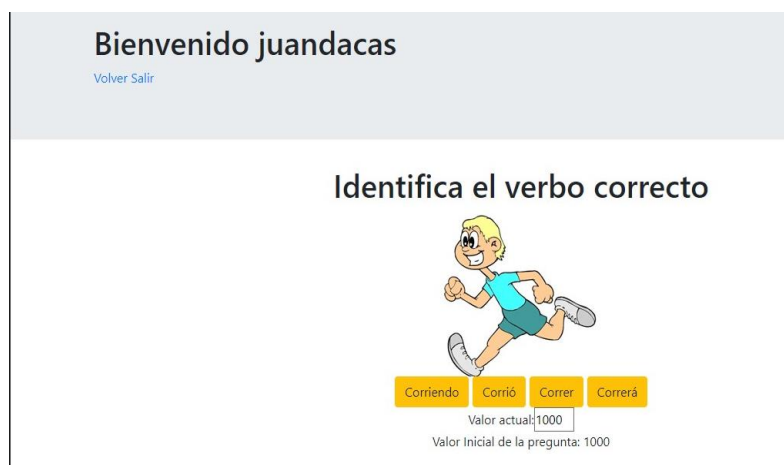 Bienvenido juandacas
Volver Salir
Identifica el verbo correcto
Corriendo Corrió Correr Correrá
Valor actual: 1000
Valor Inicial de la pregunta: 1000